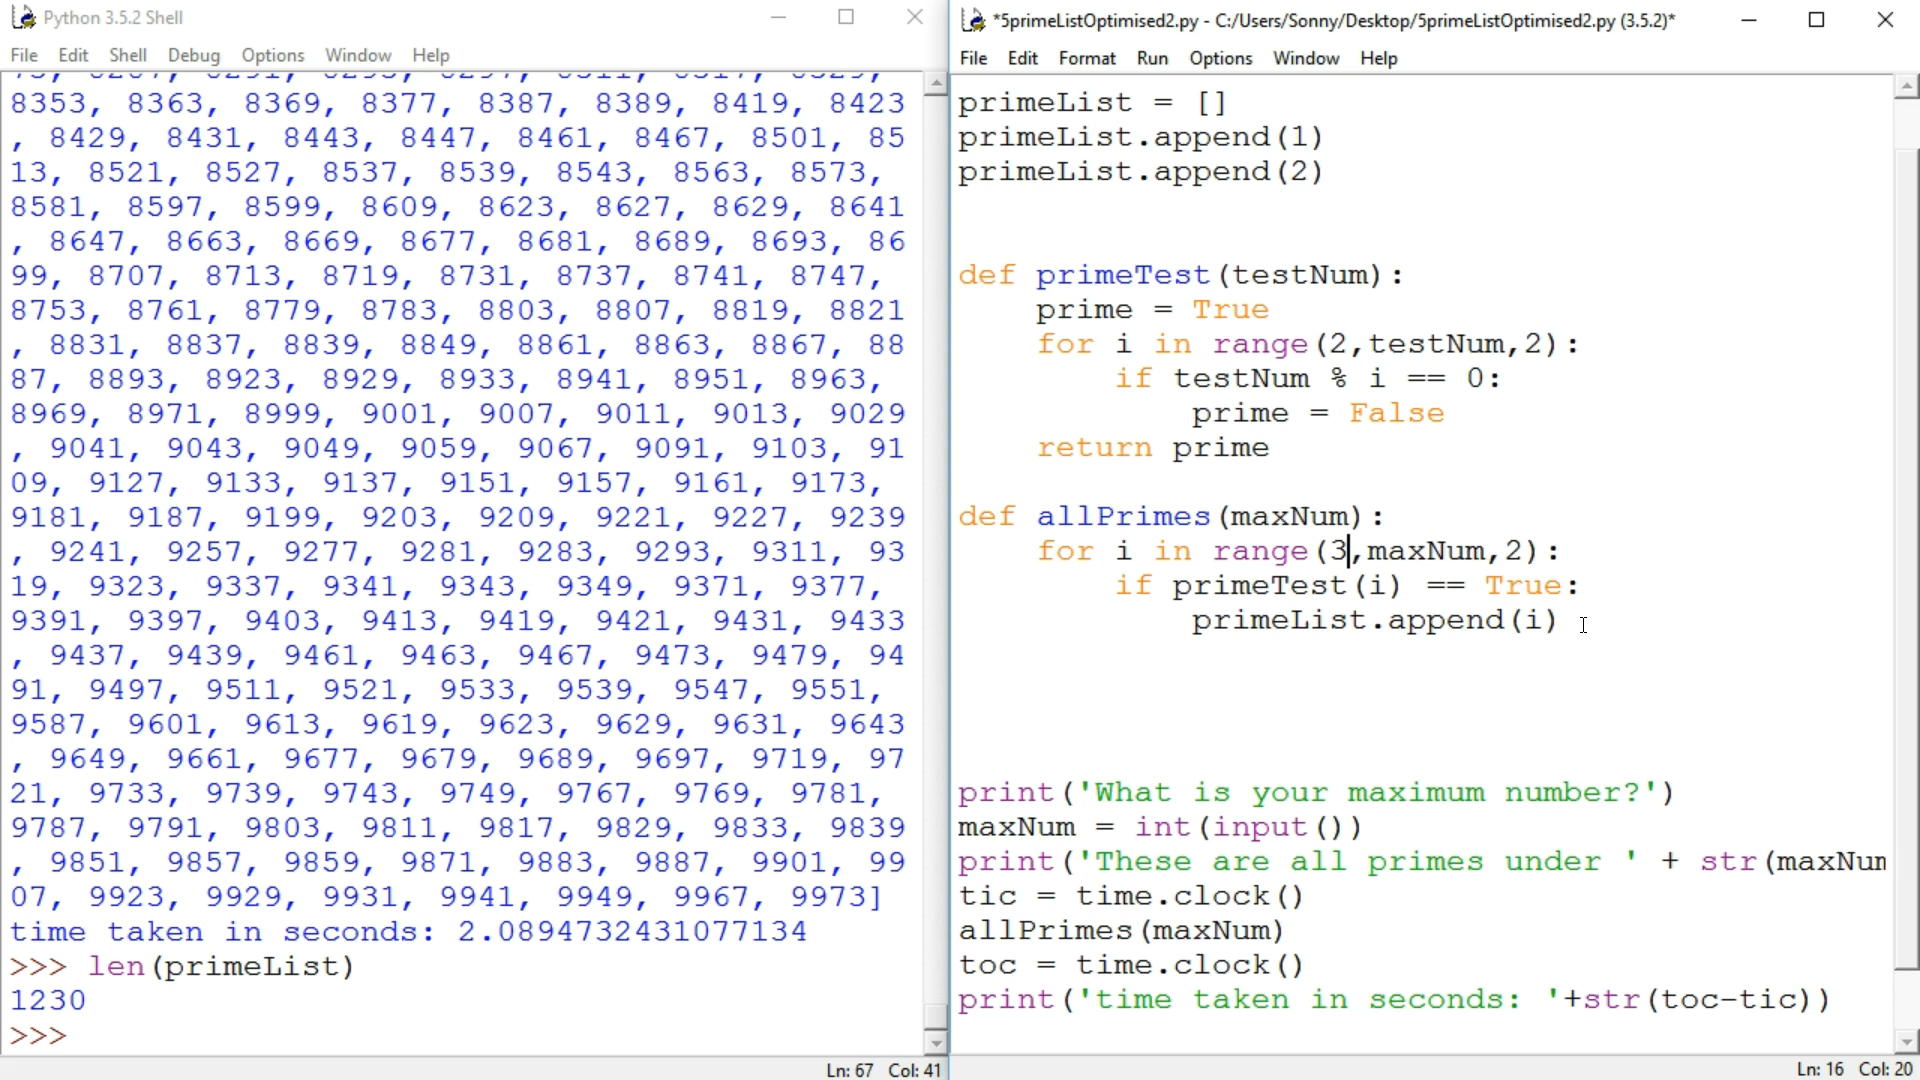 Python 3.5.2 Shell
File Edit Shell Debug Options Window Help
8353, 8363, 8369, 8377, 8387, 8389, 8419, 8423
, 8429, 8431, 8443, 8447, 8461, 8467, 8501, 85
13, 8521, 8527, 8537, 8539, 8543, 8563, 8573,
8581, 8597, 8599, 8609, 8623, 8627, 8629, 8641
, 8647, 8663, 8669, 8677, 8681, 8689, 8693, 86
99, 8707, 8713, 8719, 8731, 8737, 8741, 8747,
8753, 8761, 8779, 8783, 8803, 8807, 8819, 8821
, 8831, 8837, 8839, 8849, 8861, 8863, 8867, 88
87, 8893, 8923, 8929, 8933, 8941, 8951, 8963,
8969, 8971, 8999, 9001, 9007, 9011, 9013, 9029
, 9041, 9043, 9049, 9059, 9067, 9091, 9103, 91
09, 9127, 9133, 9137, 9151, 9157, 9161, 9173,
9181, 9187, 9199, 9203, 9209, 9221, 9227, 9239
, 9241, 9257, 9277, 9281, 9283, 9293, 9311, 93
19, 9323, 9337, 9341, 9343, 9349, 9371, 9377,
9391, 9397, 9403, 9413, 9419, 9421, 9431, 9433
, 9437, 9439, 9461, 9463, 9467, 9473, 9479, 94
91, 9497, 9511, 9521, 9533, 9539, 9547, 9551,
9587, 9601, 9613, 9619, 9623, 9629, 9631, 9643
, 9649, 9661, 9677, 9679, 9689, 9697, 9719, 97
21, 9733, 9739, 9743, 9749, 9767, 9769, 9781,
9787, 9791, 9803, 9811, 9817, 9829, 9833, 9839
, 9851, 9857, 9859, 9871, 9883, 9887, 9901, 99
07, 9923, 9929, 9931, 9941, 9949, 9967, 9973]
time taken in seconds: 2.0894732431077134
>>> len(primeList)
1230
>>>
Ln: 67 Col: 41
*5primeListOptimised2.py - C:/Users/Sonny/Desktop/5primeListOptimised2.py (3.5.2)*
File Edit Format Run Options Window Help
primeList = []
primeList.append(1)
primeList.append(2)
def primeTest(testNum):
    prime = True
    for i in range(2,testNum,2):
        if testNum % i == 0:
            prime = False
    return prime
def allPrimes(maxNum):
    for i in range(3,maxNum,2):
        if primeTest(i) == True:
            primeList.append(i)
print('What is your maximum number?')
maxNum = int(input())
print('These are all primes under ' + str(maxNum
tic = time.clock()
allPrimes(maxNum)
toc = time.clock()
print('time taken in seconds: '+str(toc-tic))
Ln: 16 Col: 20